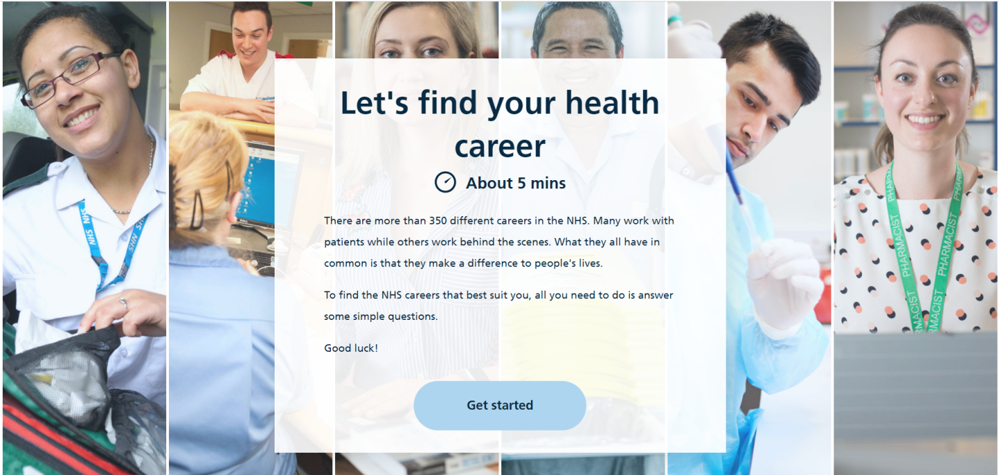 Let's find your health
career
About 5 mins
There are more than 350 different careers in the NHS. Many work with
patients while others work behind the scenes. What they all have in
common is that they make a difference to people's lives.
To find the NHS careers that best suit you, all you need to do is answer
some simple questions.
Good luck!
Get started
NHS
NHS
NHS
NHS
PHARMACIST
PHARMACIST
PHARMACIST